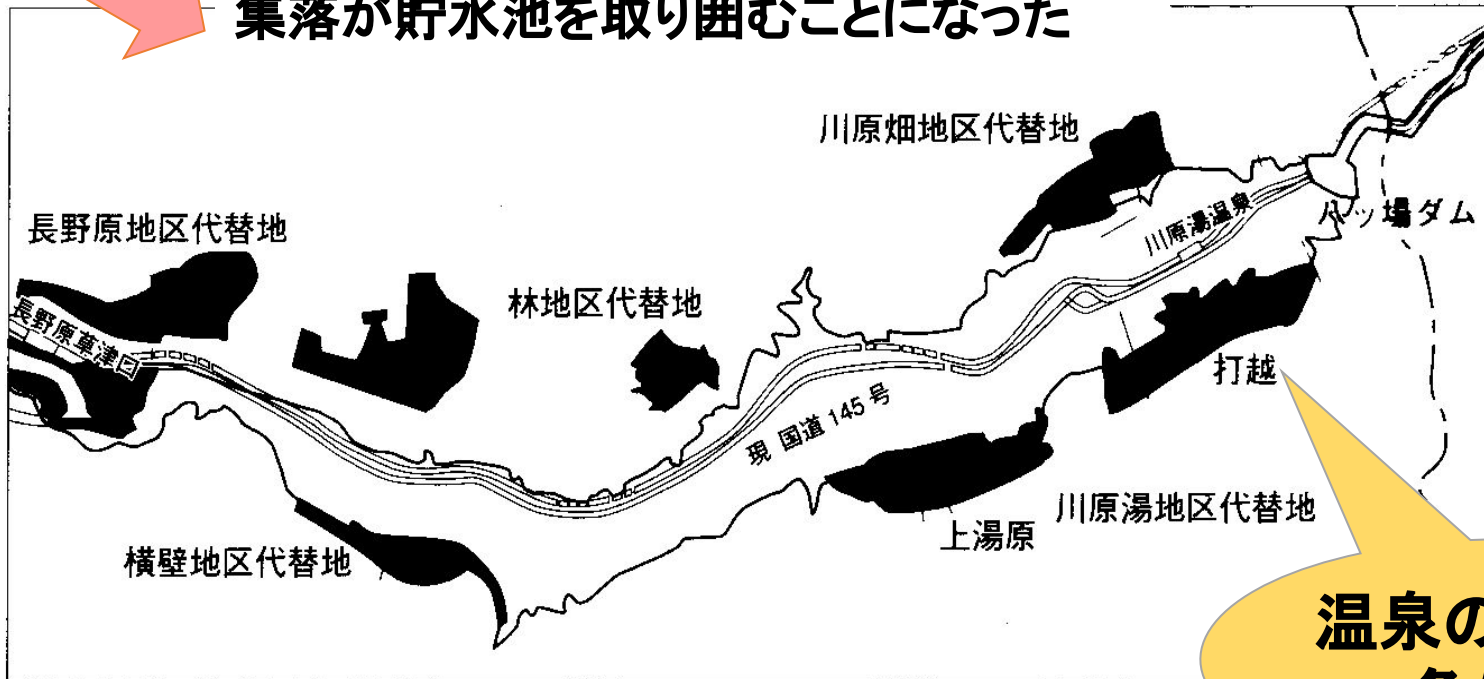 集落が貯水池を取り囲むことになった
川原畑地区代替地
八ッ場ダム
川原湯温泉
長野原地区代替地
長野原草津口
林地区代替地
打越
現 国道 145 号
川原湯地区代替地
上湯原
横壁地区代替地
温泉の